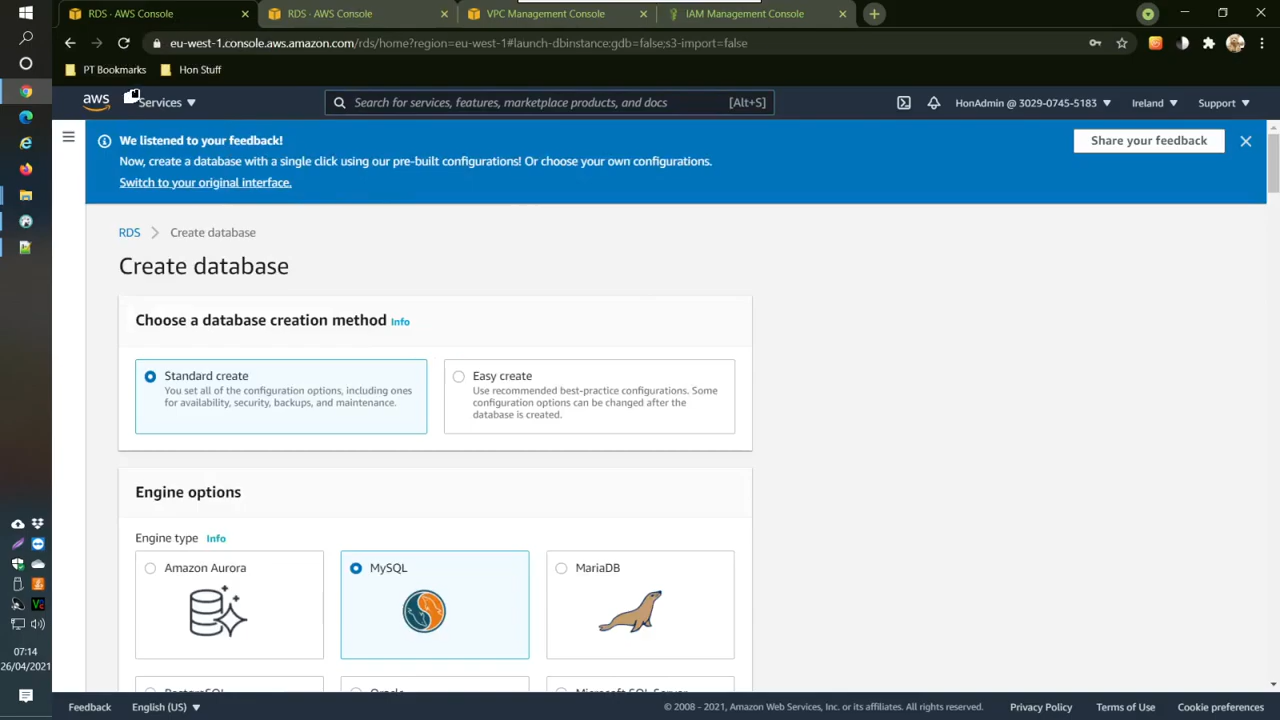 RDS · AWS Console
RDS · AWS Console
VPC Management Console
IAM Management Console
eu-west-1.console.aws.amazon.com/rds/home?region=eu-west-1#launch-dbinstance:gdb=false;s3-import=false
PT Bookmarks
Hon Stuff
aws
Services
Search for services, features, marketplace products, and docs
[Alt+S]
HonAdmin @ 3029-0745-5183
Ireland
Support
We listened to your feedback!
Now, create a database with a single click using our pre-built configurations! Or choose your own configurations.
Switch to your original interface.
Share your feedback
RDS
Create database
Create database
Choose a database creation method Info
Standard create
You set all of the configuration options, including ones
for availability, security, backups, and maintenance.
Easy create
Use recommended best-practice configurations. Some
configuration options can be changed after the
database is created.
Engine options
Engine type Info
Amazon Aurora
MySQL
MariaDB
PostgreSQL
Oracle
Microsoft SQL Server
07:14
26/04/2021
Feedback
English (US)
© 2008 - 2021, Amazon Web Services, Inc. or its affiliates. All rights reserved.
Privacy Policy
Terms of Use
Cookie preferences